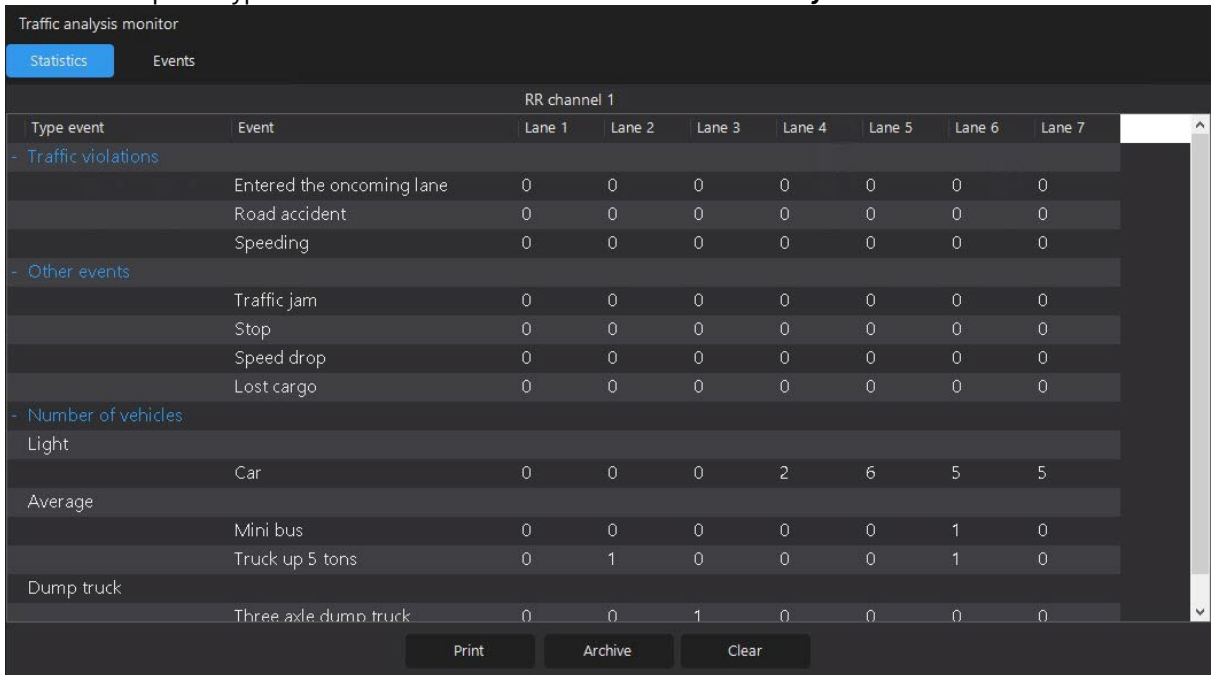 Traffic analysis monitor
Statistics Events
RR channel 1
Type event Event Lane 1 Lane 2 Lane 3 Lane 4 Lane 5 Lane 6 Lane 7
- Traffic violations
Entered the oncoming lane 0 0 0 0 0 0 0
Road accident 0 0 0 0 0 0 0
Speeding 0 0 0 0 0 0 0
- Other events
Traffic jam 0 0 0 0 0 0 0
Stop 0 0 0 0 0 0 0
Speed drop 0 0 0 0 0 0 0
Lost cargo 0 0 0 0 0 0 0
- Number of vehicles
Light
Car 0 0 0 2 6 5 5
Average
Mini bus 0 0 0 0 0 1 0
Truck up 5 tons 0 1 0 0 0 1 0
Dump truck
Three axle dump truck 0 0 1 0 0 0 0
Print Archive Clear